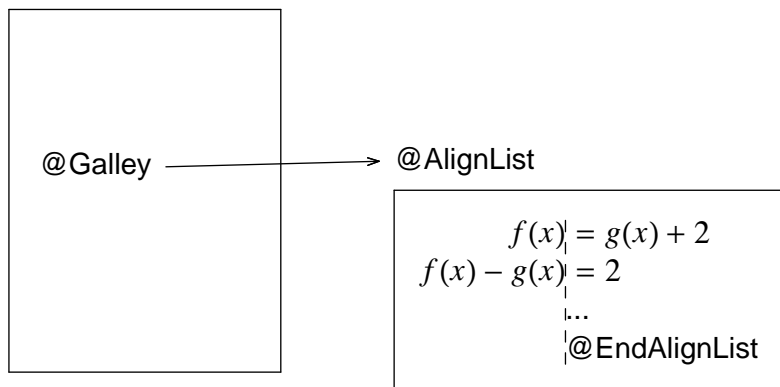 @Galley
@AlignList
f(x) = g(x) + 2
f(x) − g(x) = 2
...
@EndAlignList